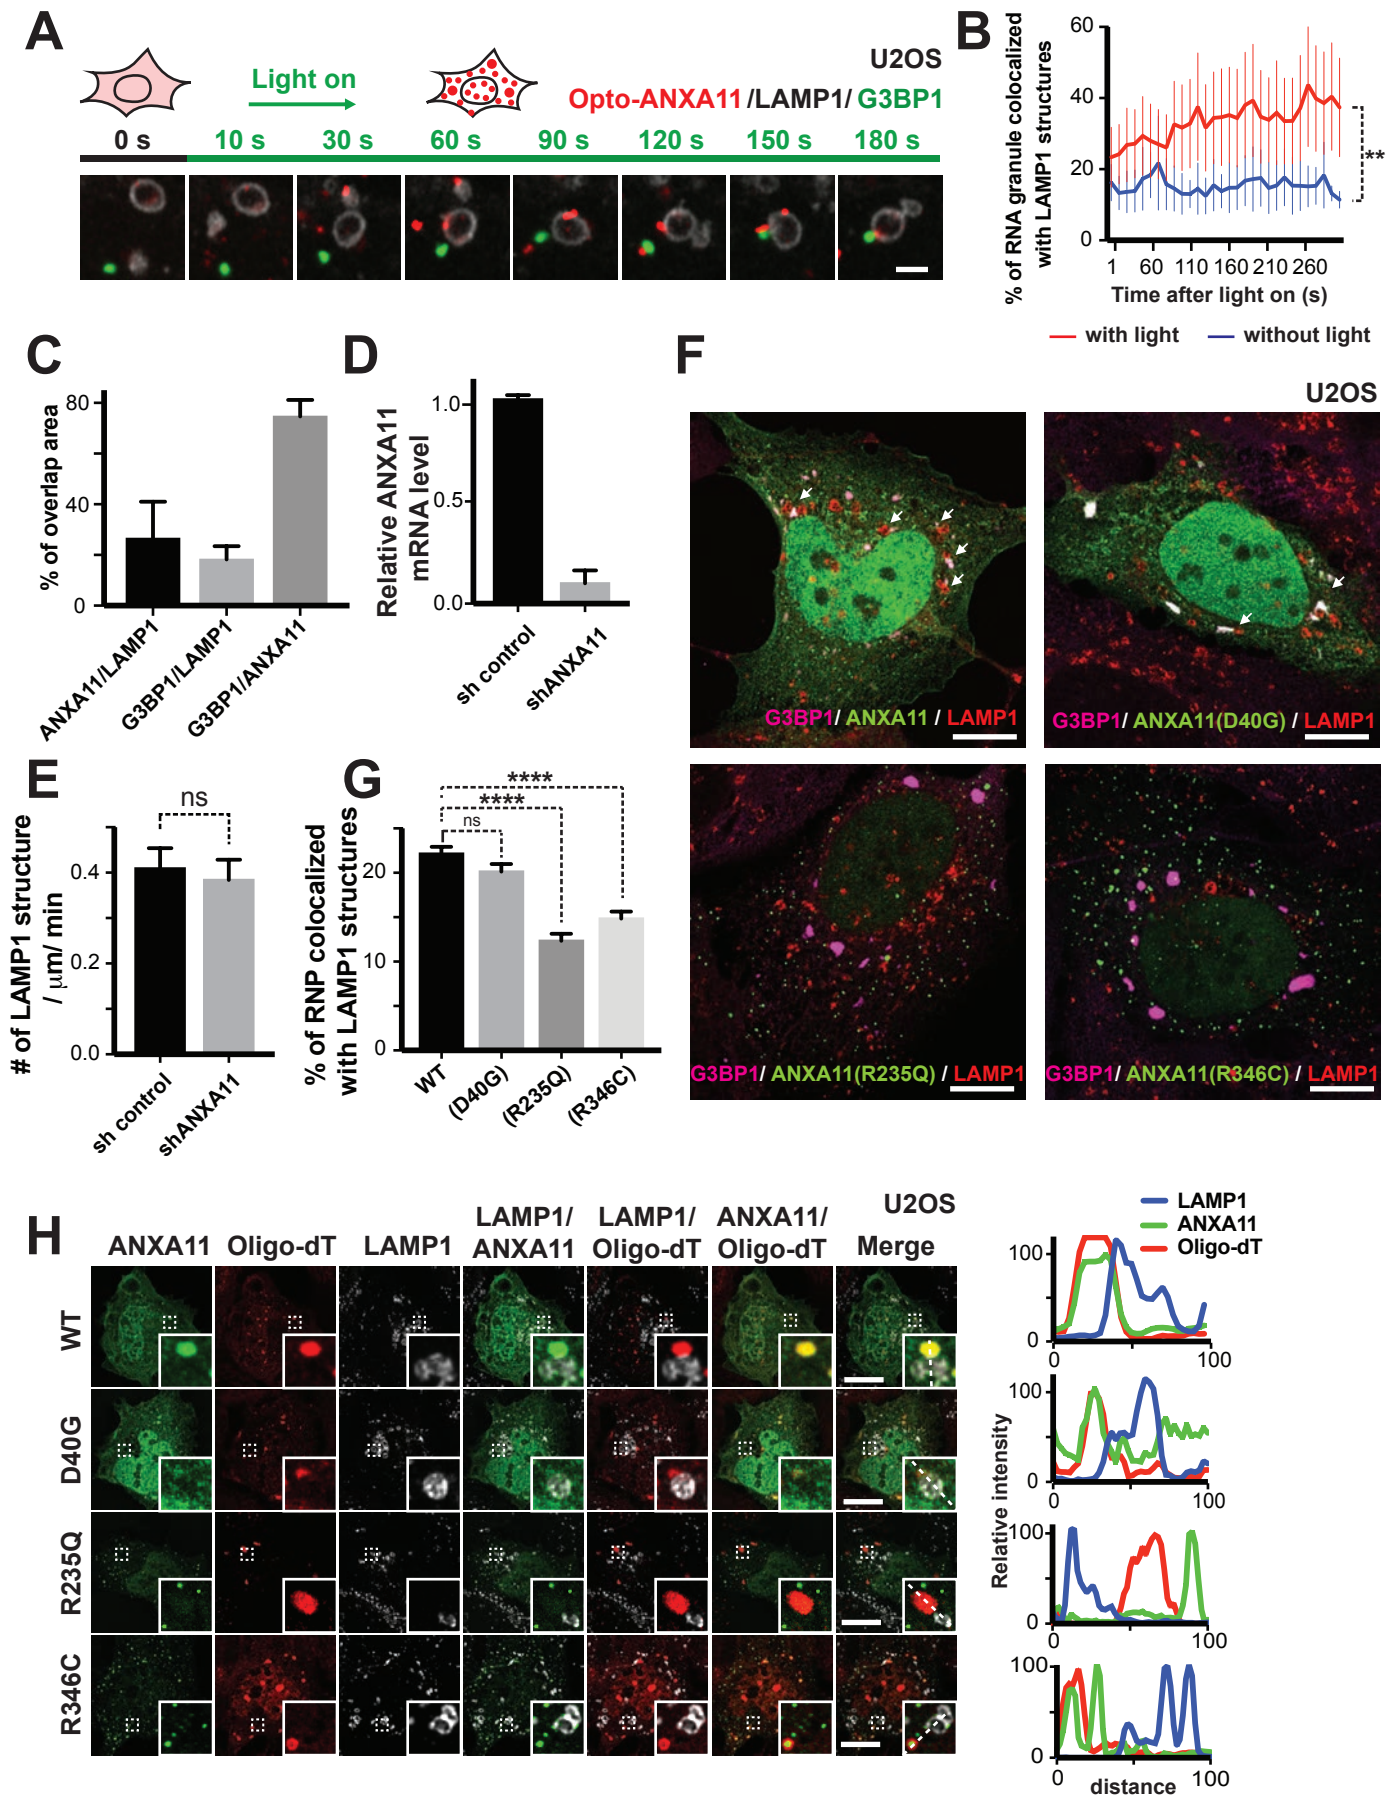 A
Light on
U2OS
Opto-ANXA11 /LAMP1/ G3BP1
0 s 10 s 30 s 60 s 90 s 120 s 150 s 180 s
B
% of RNA granule colocalized
with LAMP1 structures
60
40
20
0
1 60 110 160 210 260
Time after light on (s)
**
with light without light
C
% of overlap area
80
40
0
ANXA11/LAMP1
G3BP1/LAMP1
G3BP1/ANXA11
D
Relative ANXA11
mRNA level
1.0
0.5
0.0
sh control
shANXA11
E
# of LAMP1 structure
/ μm/ min
ns
0.4
0.2
0.0
sh control
shANXA11
F
U2OS
G3BP1/ ANXA11 / LAMP1
G3BP1/ ANXA11(D40G) / LAMP1
G3BP1/ ANXA11(R235Q) / LAMP1
G3BP1/ ANXA11(R346C) / LAMP1
G
% of RNP colocalized
with LAMP1 structures
****
****
ns
20
10
0
WT
(D40G)
(R235Q)
(R346C)
H
U2OS
ANXA11 Oligo-dT LAMP1 LAMP1/ ANXA11 LAMP1/ Oligo-dT ANXA11/ Oligo-dT Merge
WT
D40G
R235Q
R346C
LAMP1
ANXA11
Oligo-dT
Relative intensity
100
0
0 100
100
0
0 100
100
0
0 100
100
0
0 100
distance